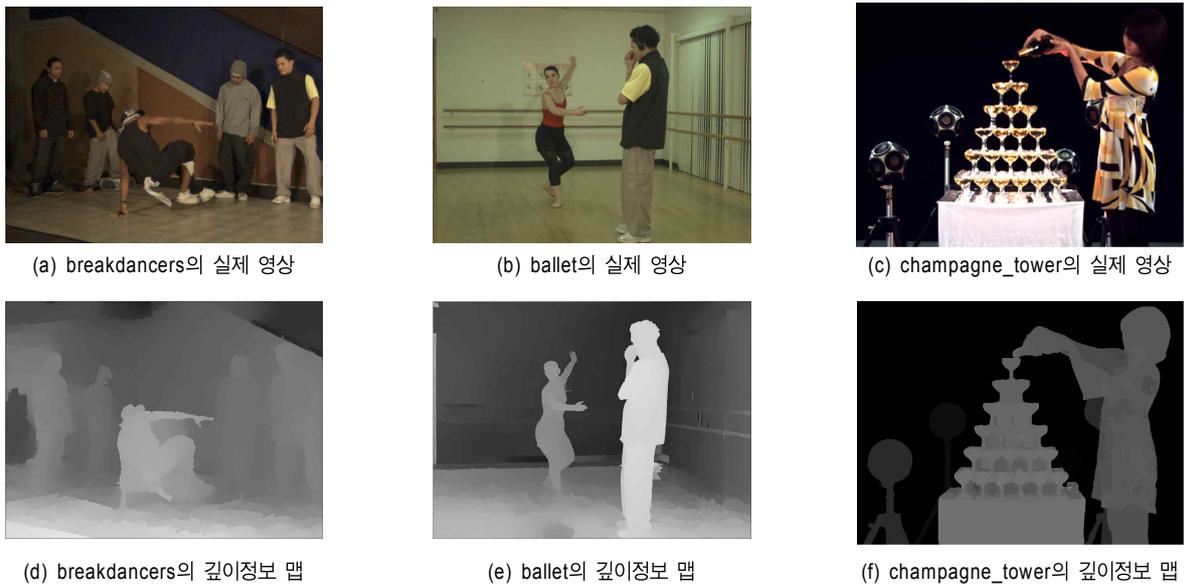 (a) breakdancers의 실제 영상
(b) ballet의 실제 영상
(c) champagne_tower의 실제 영상
(d) breakdancers의 깊이정보 맵
(e) ballet의 깊이정보 맵
(f) champagne_tower의 깊이정보 맵